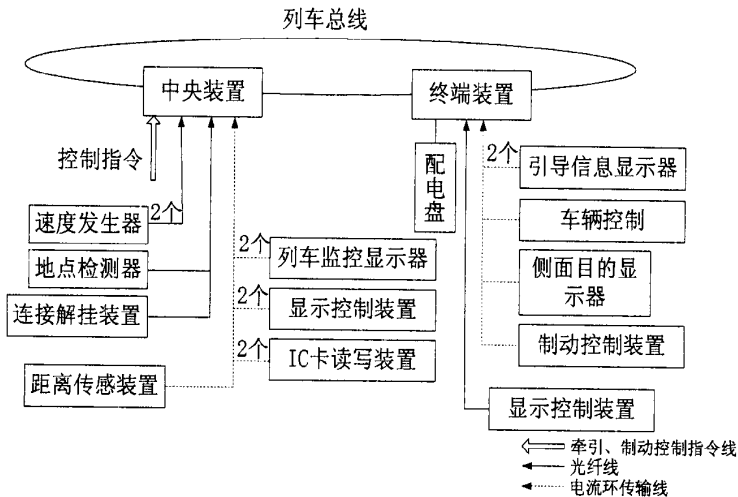 列车总线
中央装置
终端装置
控制指令
配
电
盘
2个
引导信息显示器
2个
速度发生器
车辆控制
2个
列车监控显示器
地点检测器
侧面目的显
示器
2个
显示控制装置
连接解挂装置
制动控制装置
2个
IC卡读写装置
距离传感装置
显示控制装置
牵引、制动控制指令线
光纤线
电流环传输线